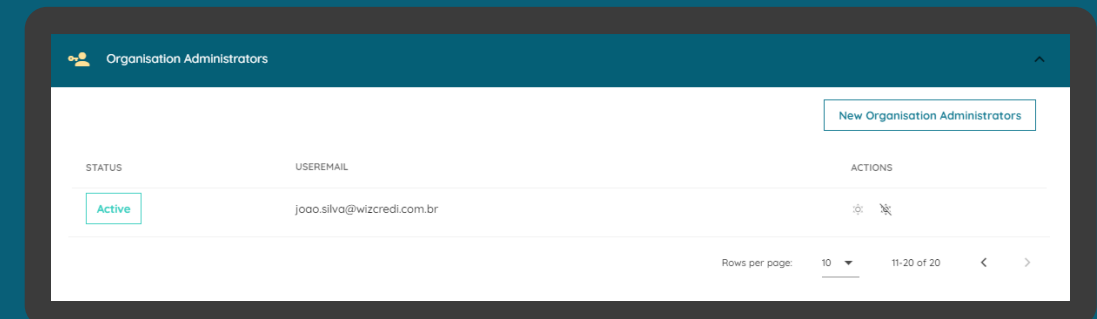 Organisation Administrators
New Organisation Administrators
STATUS USEREMAIL ACTIONS
Active joao.silva@wizcredi.com.br
Rows per page: 10 11-20 of 20